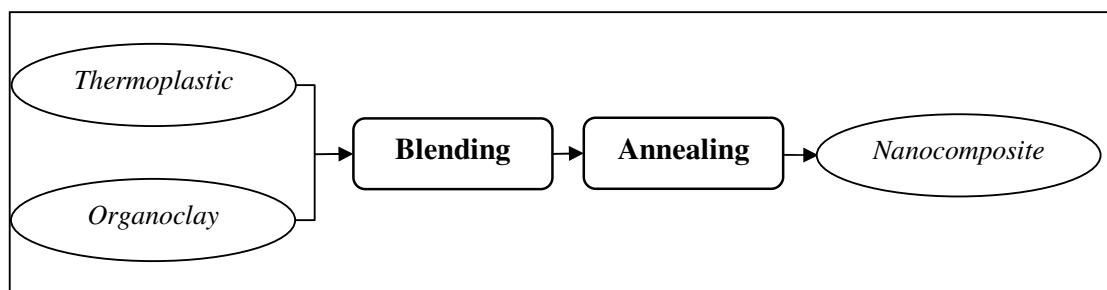 Thermoplastic
Organoclay
Blending
Annealing
Nanocomposite